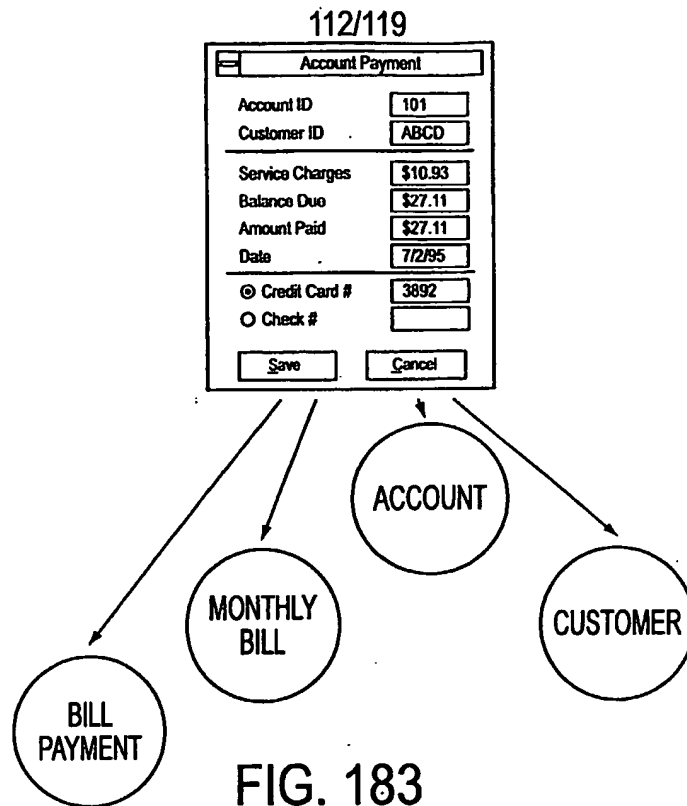 112/119
Account Payment
Account ID 101
Customer ID ABCD
Service Charges $10.93
Balance Due $27.11
Amount Paid $27.11
Date 7/2/95
Credit Card # 3892
Check #
Save Cancel
ACCOUNT
MONTHLY
BILL
CUSTOMER
BILL
PAYMENT
FIG. 183